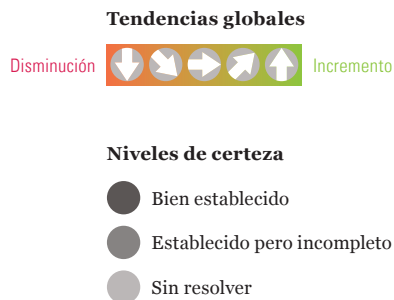 Tendencias globales
Disminución
Incremento
Niveles de certeza
Bien establecido
Establecido pero incompleto
Sin resolver